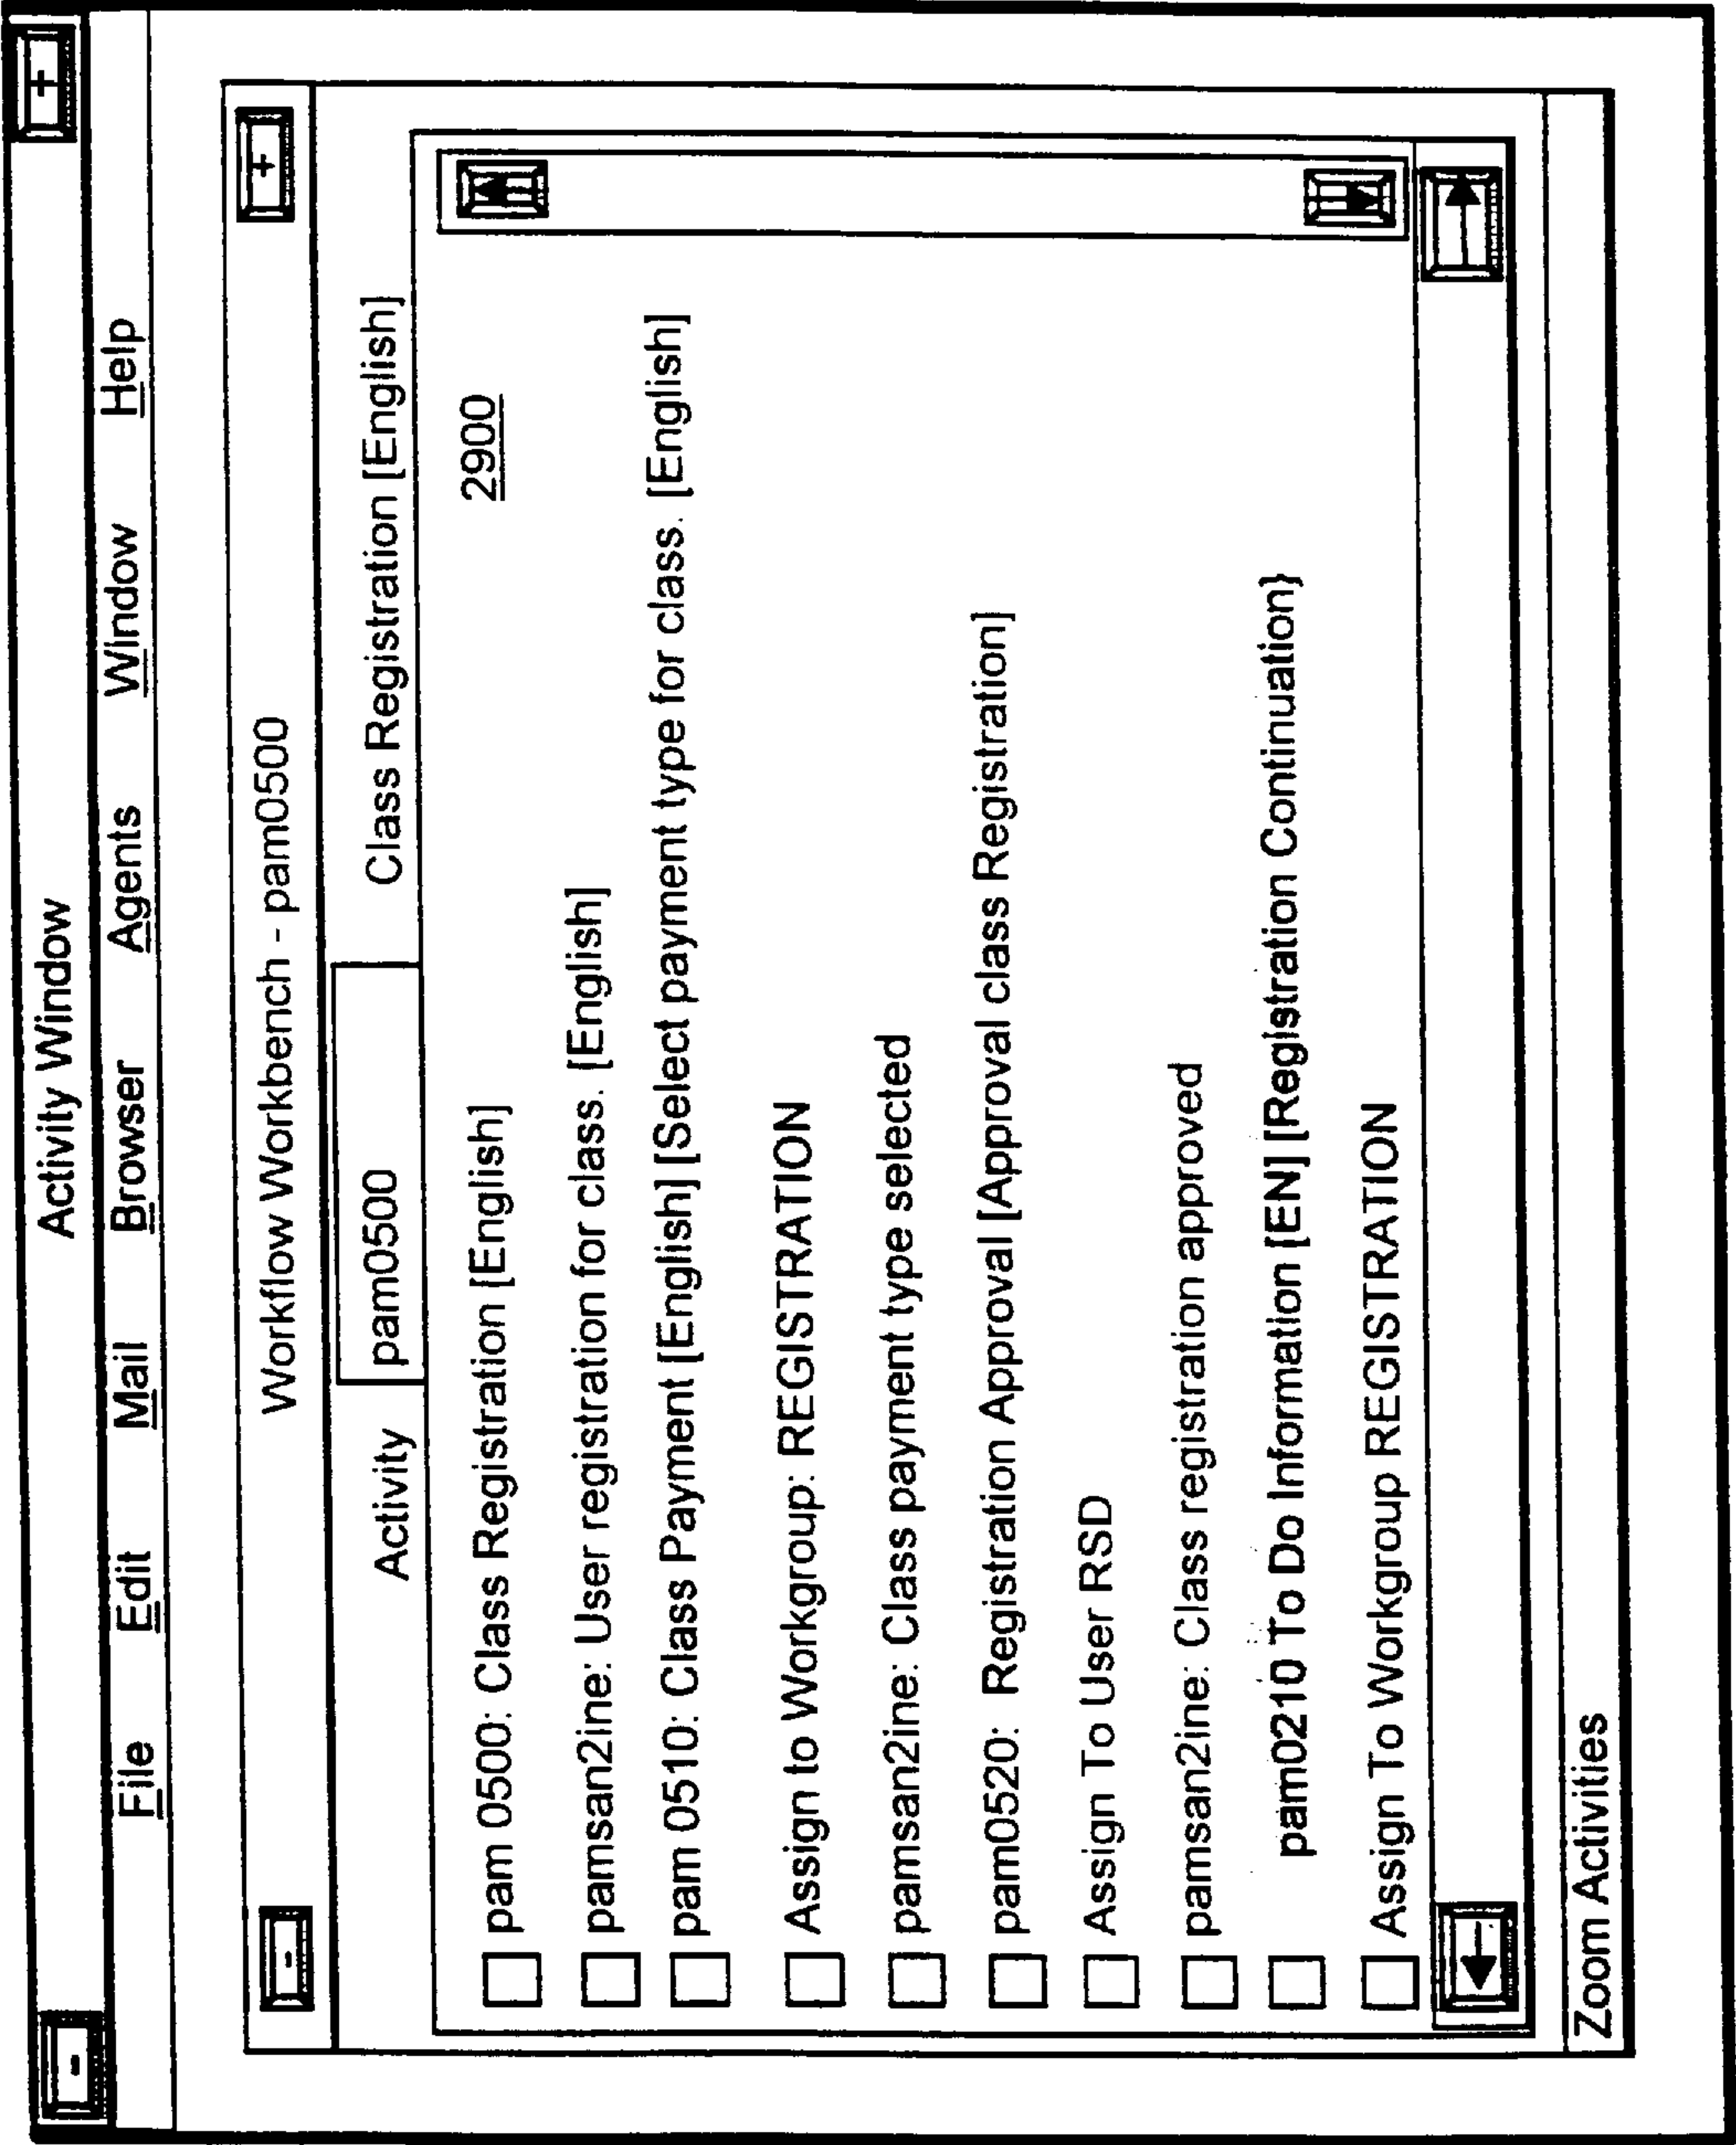 Activity Window
File Edit Mail Browser Agents Window Help
Workflow Workbench - pam0500
Activity pam0500 Class Registration [English]
2900
pam 0500: Class Registration [English]
pamsan2ine: User registration for class. [English]
pam 0510: Class Payment [English] [Select payment type for class. [English]
Assign to Workgroup: REGISTRATION
pamsan2ine: Class payment type selected
pam0520: Registration Approval [Approval class Registration]
Assign To User RSD
pamsan2ine: Class registration approved
pam0210 To Do Information [EN] [Registration Continuation}
Assign To Workgroup REGISTRATION
Zoom Activities